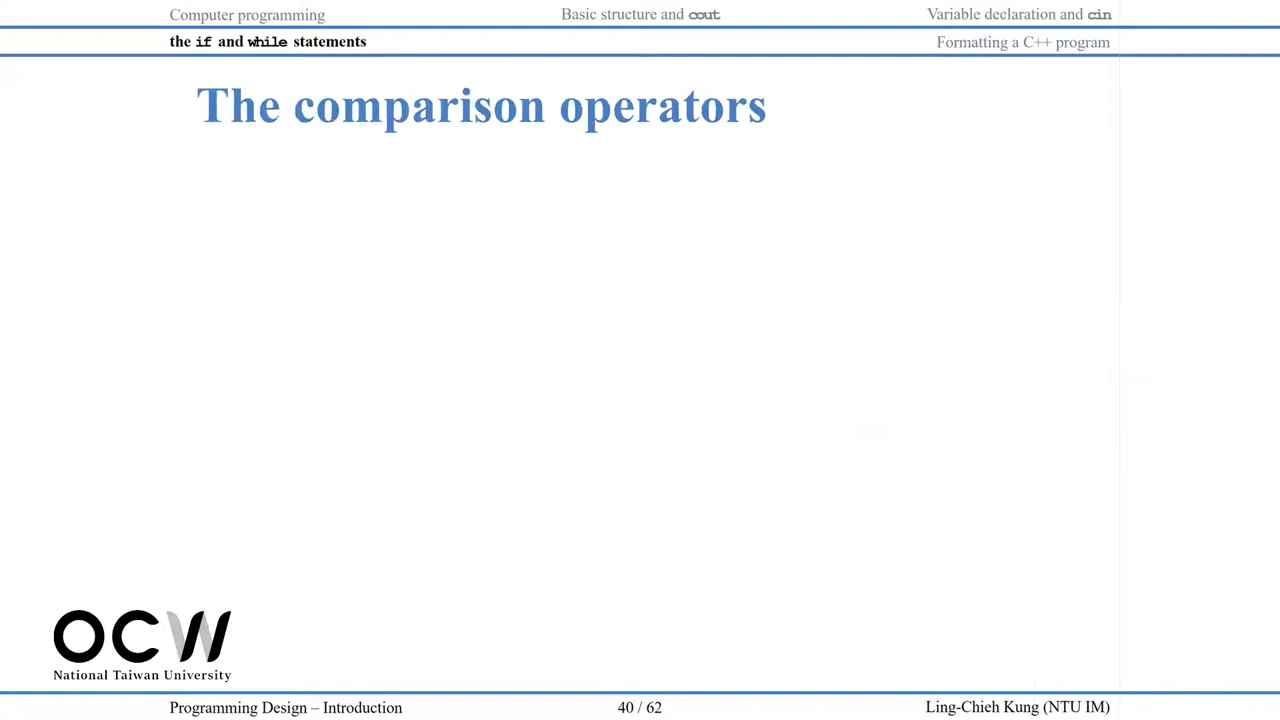 Computer programming
Basic structure and cout
Variable declaration and cin
the if and while statements
Formatting a C++ program
The comparison operators
OCW
National Taiwan University
Programming Design – Introduction
40 / 62
Ling-Chieh Kung (NTU IM)